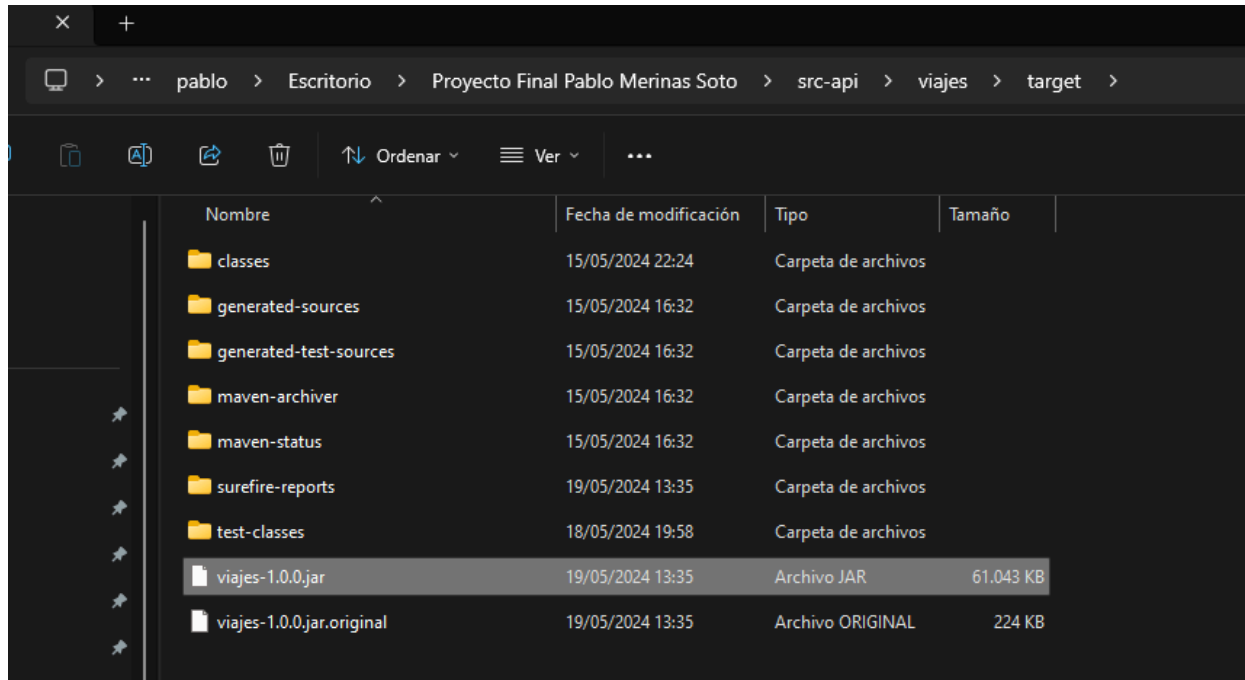 pablo > Escritorio > Proyecto Final Pablo Merinas Soto > src-api > viajes > target >
Ordenar Ver
Nombre Fecha de modificación Tipo Tamaño
classes 15/05/2024 22:24 Carpeta de archivos
generated-sources 15/05/2024 16:32 Carpeta de archivos
generated-test-sources 15/05/2024 16:32 Carpeta de archivos
maven-archiver 15/05/2024 16:32 Carpeta de archivos
maven-status 15/05/2024 16:32 Carpeta de archivos
surefire-reports 19/05/2024 13:35 Carpeta de archivos
test-classes 18/05/2024 19:58 Carpeta de archivos
viajes-1.0.0.jar 19/05/2024 13:35 Archivo JAR 61.043 KB
viajes-1.0.0.jar.original 19/05/2024 13:35 Archivo ORIGINAL 224 KB